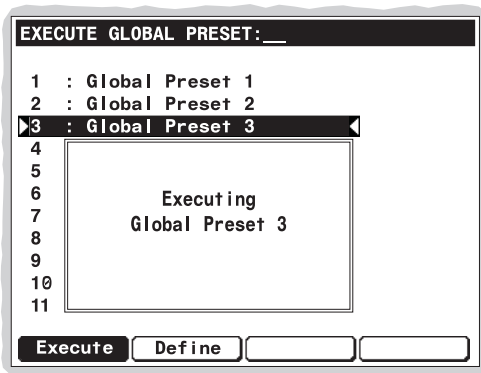 EXECUTE GLOBAL PRESET:__
1 : Global Preset 1
2 : Global Preset 2
3 : Global Preset 3
4
5
6
7
8
9
10
11
Executing
Global Preset 3
Execute Define